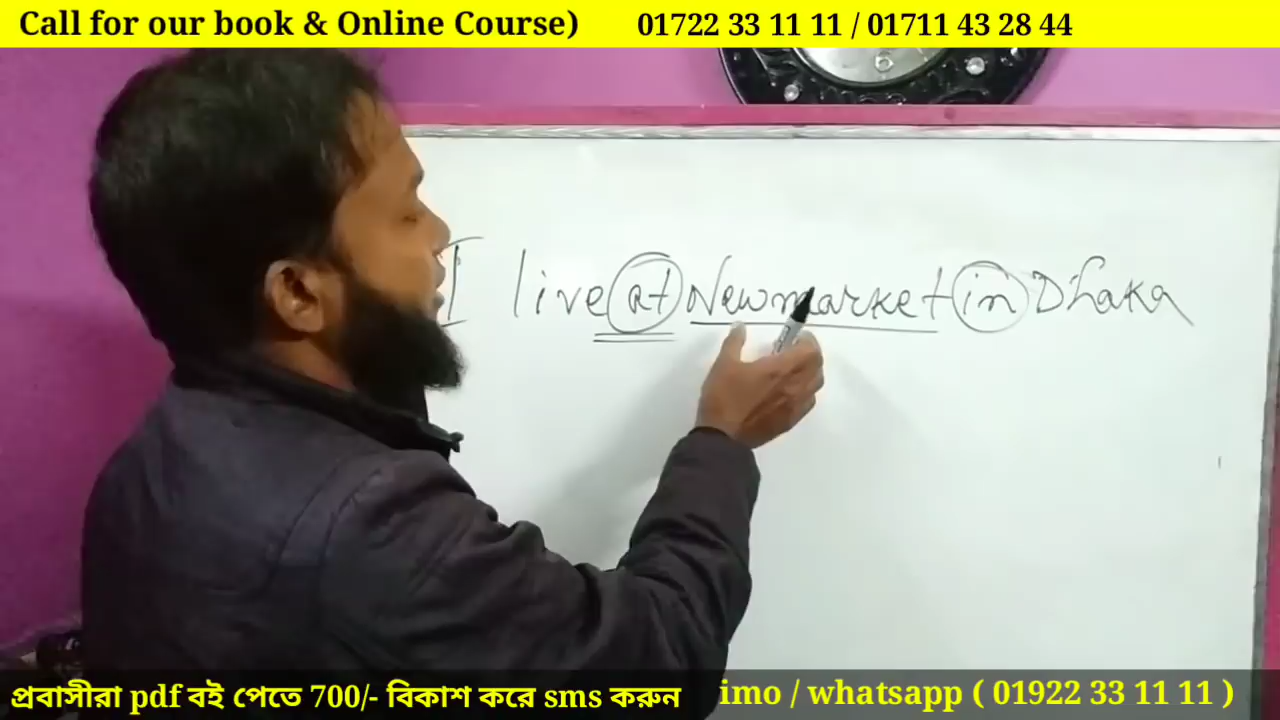 Call for our book & Online Course) 01722 33 11 11 / 01711 43 28 44
I live at Newmarket in Dhaka
প্রবাসীরা pdf বই পেতে 700/- বিকাশ করে sms করুন imo / whatsapp ( 01922 33 11 11 )